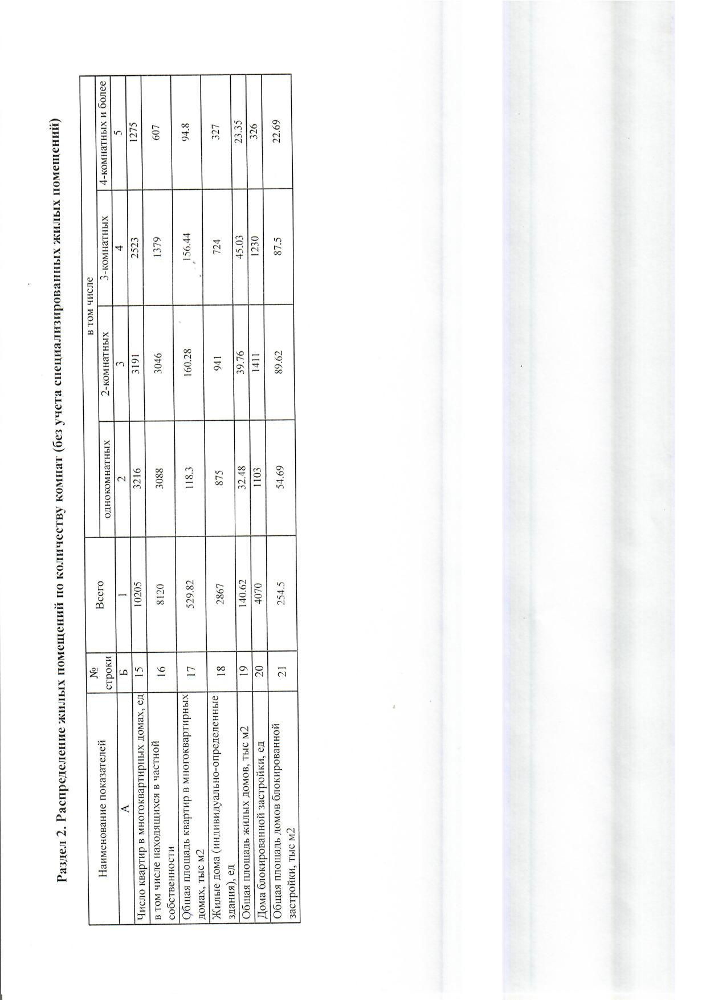 Раздел 2. Распределение жилых помещений по количеству комнат (без учета специализированных жилых помещений)
Наименование показателей № строки Всего в том числе
однокомнатных 2-комнатных 3-комнатных 4-комнатных и более
А Б 1 2 3 4 5
Число квартир в многоквартирных домах, ед 15 10205 3216 3191 2523 1275
в том числе находящихся в частной
собственности 16 8120 3088 3046 1379 607
Общая площадь квартир в многоквартирных
домах, тыс м2 17 529.82 118.3 160.28 156.44 94.8
Жилые дома (индивидуально-определенные
здания), ед 18 2867 875 941 724 327
Общая площадь жилых домов, тыс м2 19 140.62 32.48 39.76 45.03 23.35
Дома блокированной застройки, ед 20 4070 1103 1411 1230 326
Общая площадь домов блокированной
застройки, тыс м2 21 254.5 54.69 89.62 87.5 22.69